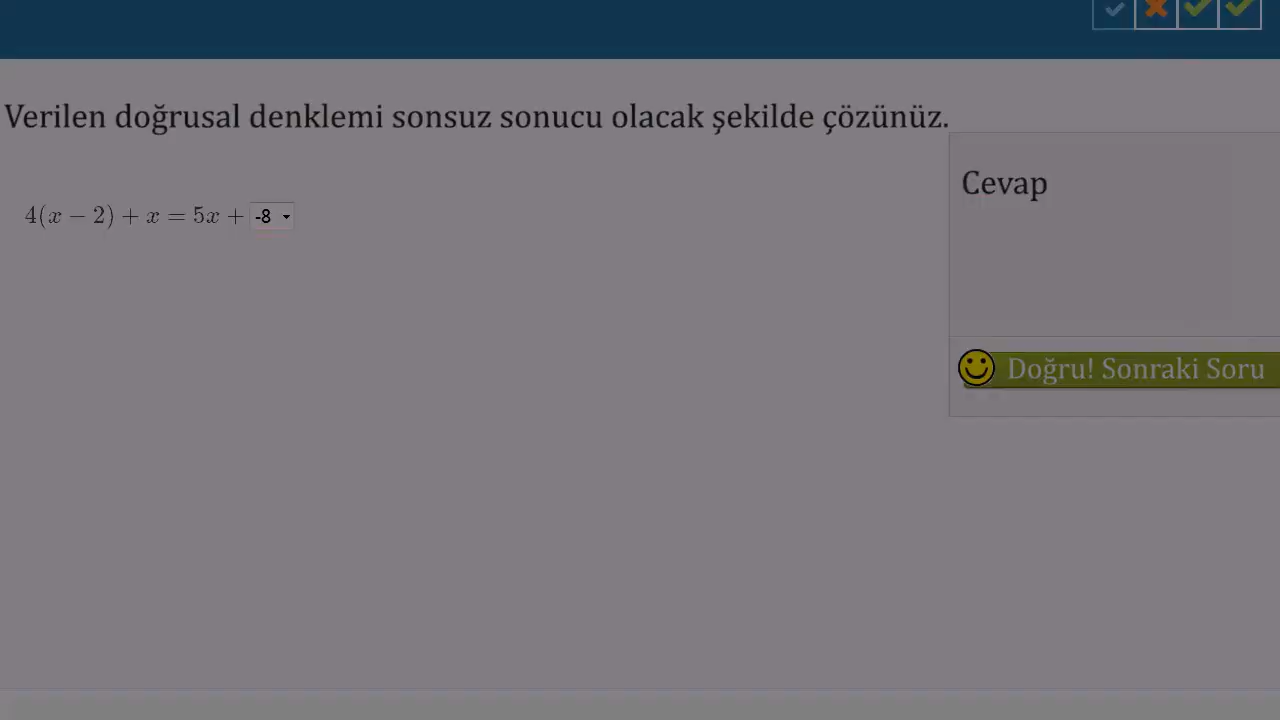 Verilen doğrusal denklemi sonsuz sonucu olacak şekilde çözünüz.
Cevap
4(x − 2) + x = 5x + -8
Doğru! Sonraki Soru